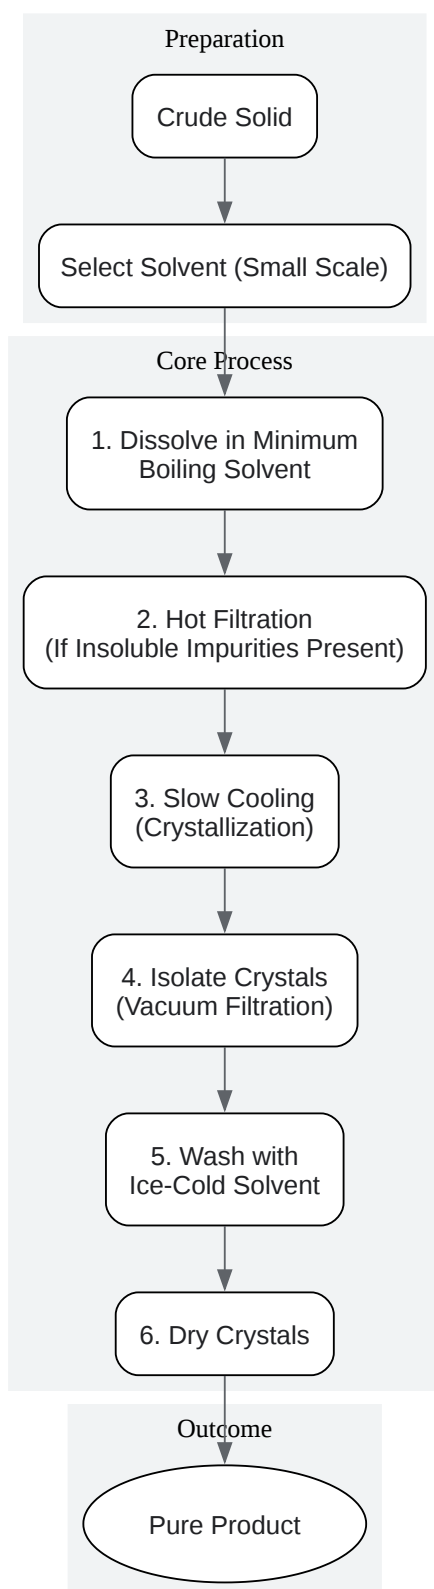 Preparation
Crude Solid
Select Solvent (Small Scale)
Core Process
1. Dissolve in Minimum
Boiling Solvent
2. Hot Filtration
(If Insoluble Impurities Present)
3. Slow Cooling
(Crystallization)
4. Isolate Crystals
(Vacuum Filtration)
5. Wash with
Ice-Cold Solvent
6. Dry Crystals
Outcome
Pure Product